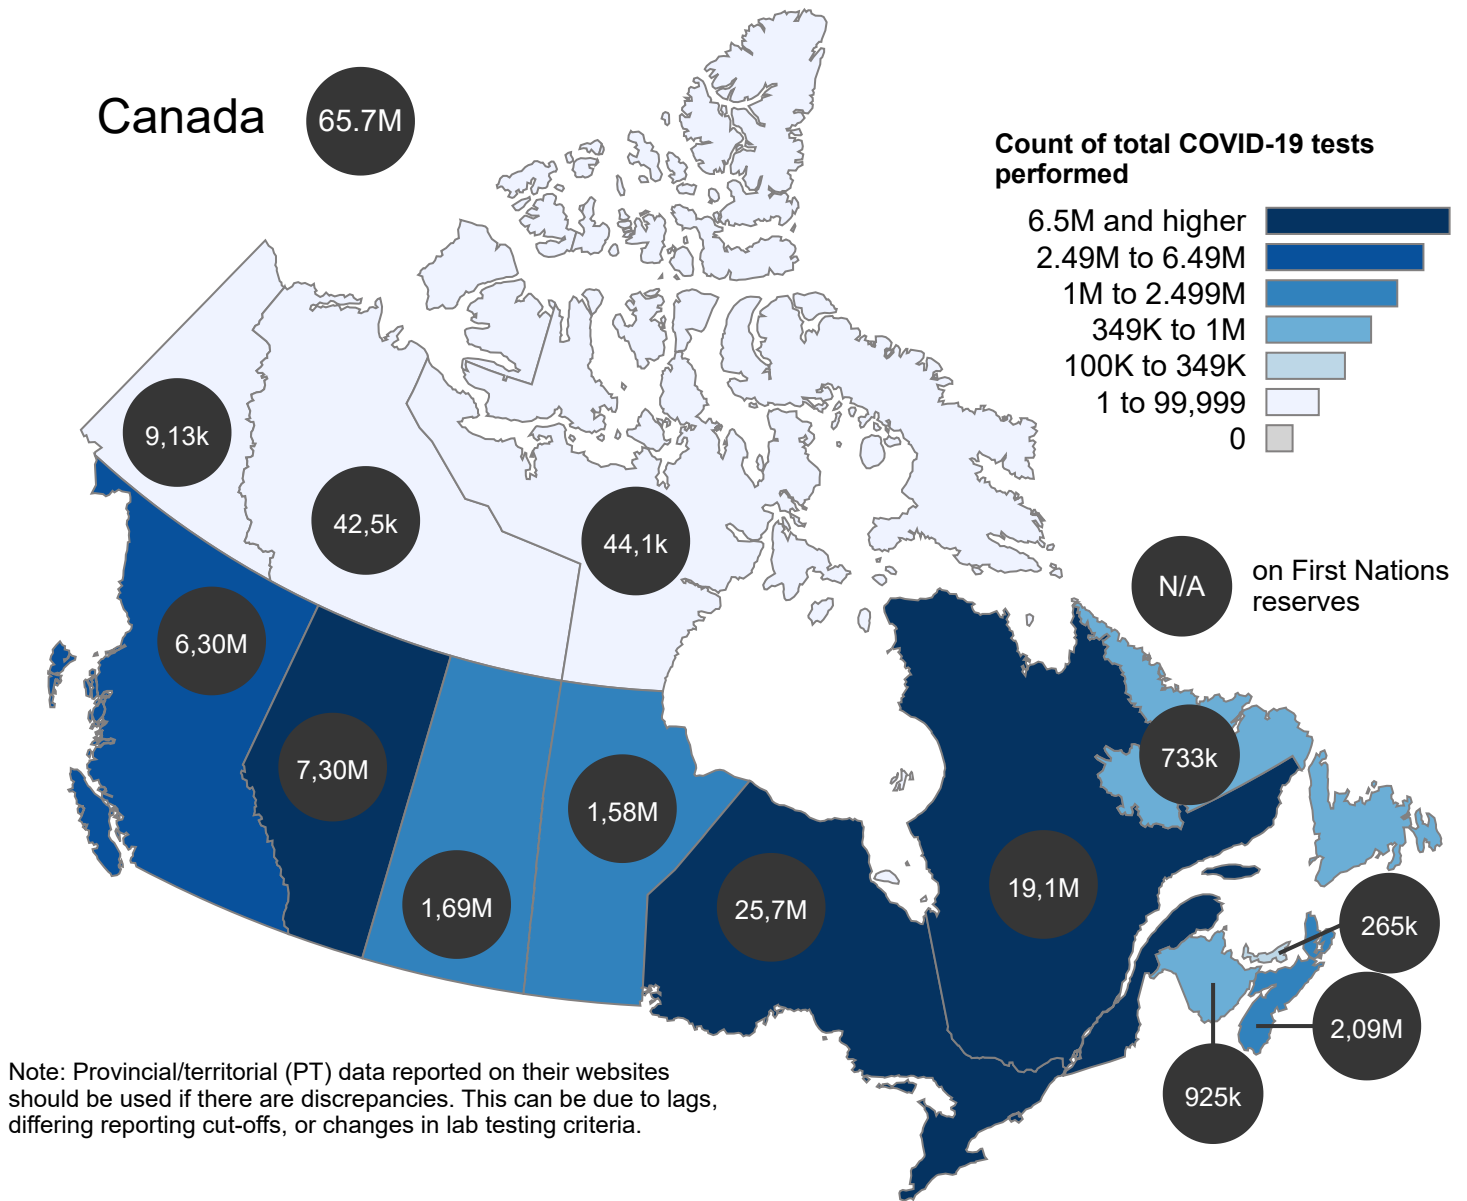 Canada
65.7M
Count of total COVID-19 tests
performed
6.5M and higher
2.49M to 6.49M
1M to 2.499M
349K to 1M
100K to 349K
1 to 99,999
0
9,13k
42,5k
44,1k
N/A
on First Nations
reserves
6,30M
7,30M
733k
1,58M
1,69M
25,7M
19,1M
265k
2,09M
925k
Note: Provincial/territorial (PT) data reported on their websites
should be used if there are discrepancies. This can be due to lags,
differing reporting cut-offs, or changes in lab testing criteria.